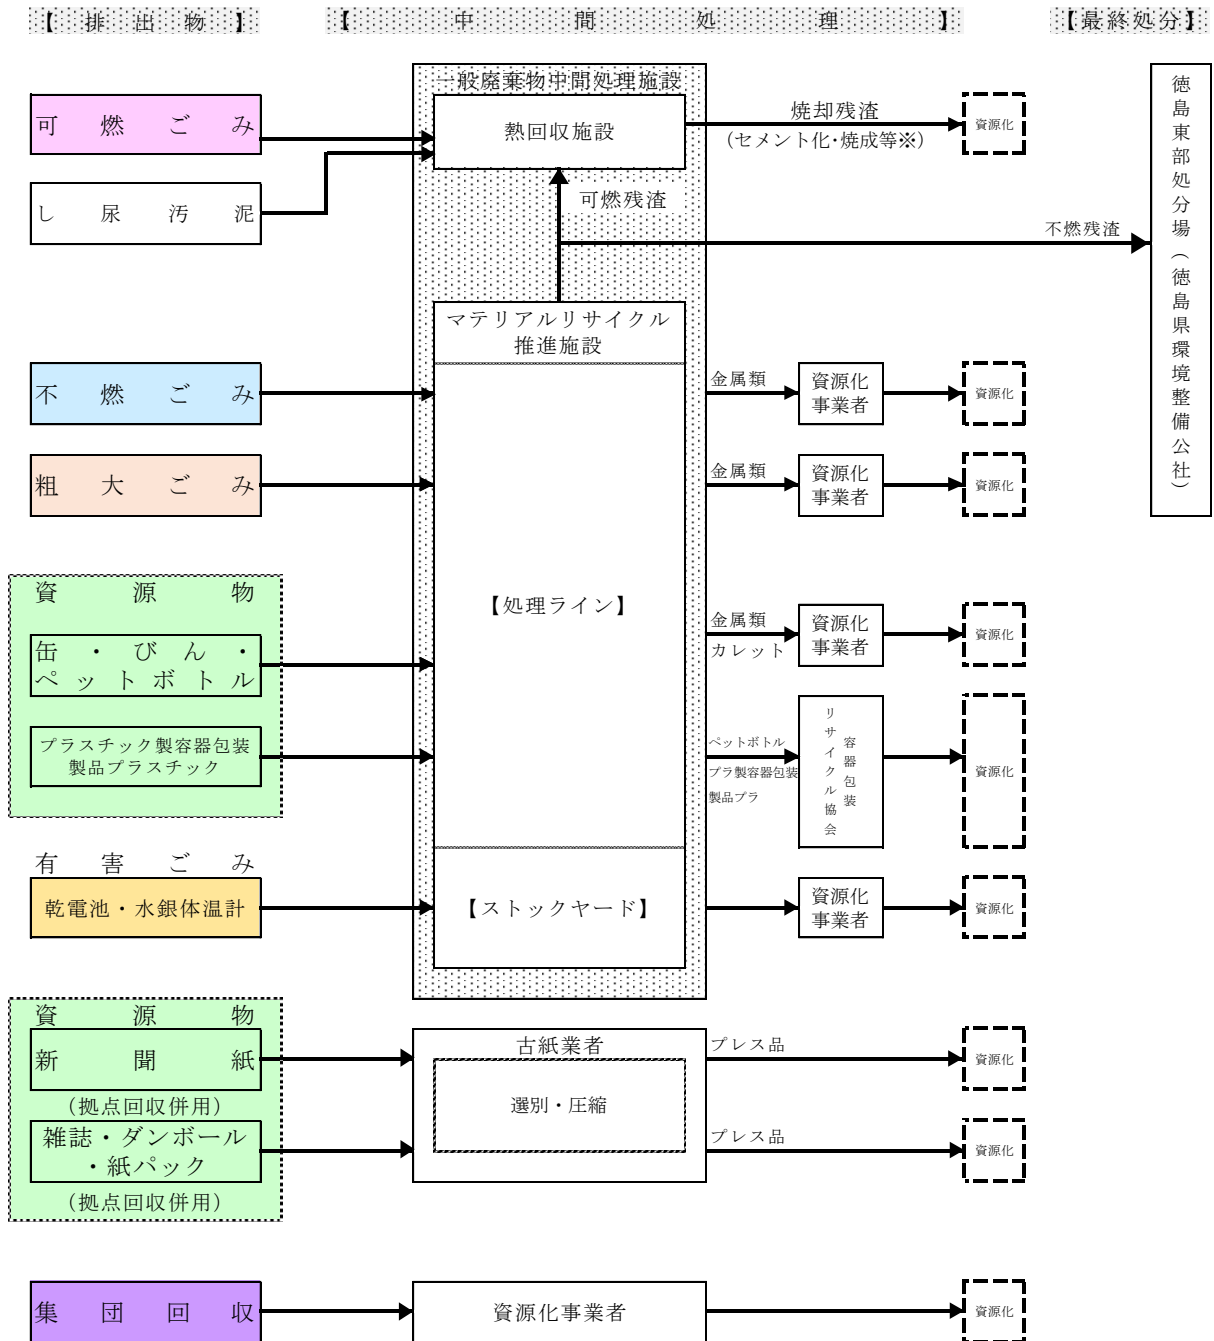 【排出物】
【中間処理】
【最終処分】
一般廃棄物中間処理施設
可燃ごみ
熱回収施設
焼却残渣
(セメント化・焼成等※)
資源化
し尿汚泥
可燃残渣
不燃残渣
徳島東部処分場(徳島県環境整備公社)
マテリアルリサイクル
推進施設
不燃ごみ
金属類
資源化
事業者
資源化
粗大ごみ
金属類
資源化
事業者
資源化
【処理ライン】
資源物
缶・びん・
ペットボトル
金属類
カレット
資源化
事業者
資源化
プラスチック製容器包装
製品プラスチック
ペットボトル
プラ製容器包装
製品プラ
容器包装
リサイクル協会
資源化
有害ごみ
乾電池・水銀体温計
【ストックヤード】
資源化
事業者
資源化
資源物
新聞紙
(拠点回収併用)
古紙業者
選別・圧縮
プレス品
資源化
雑誌・ダンボール
・紙パック
(拠点回収併用)
プレス品
資源化
集団回収
資源化事業者
資源化